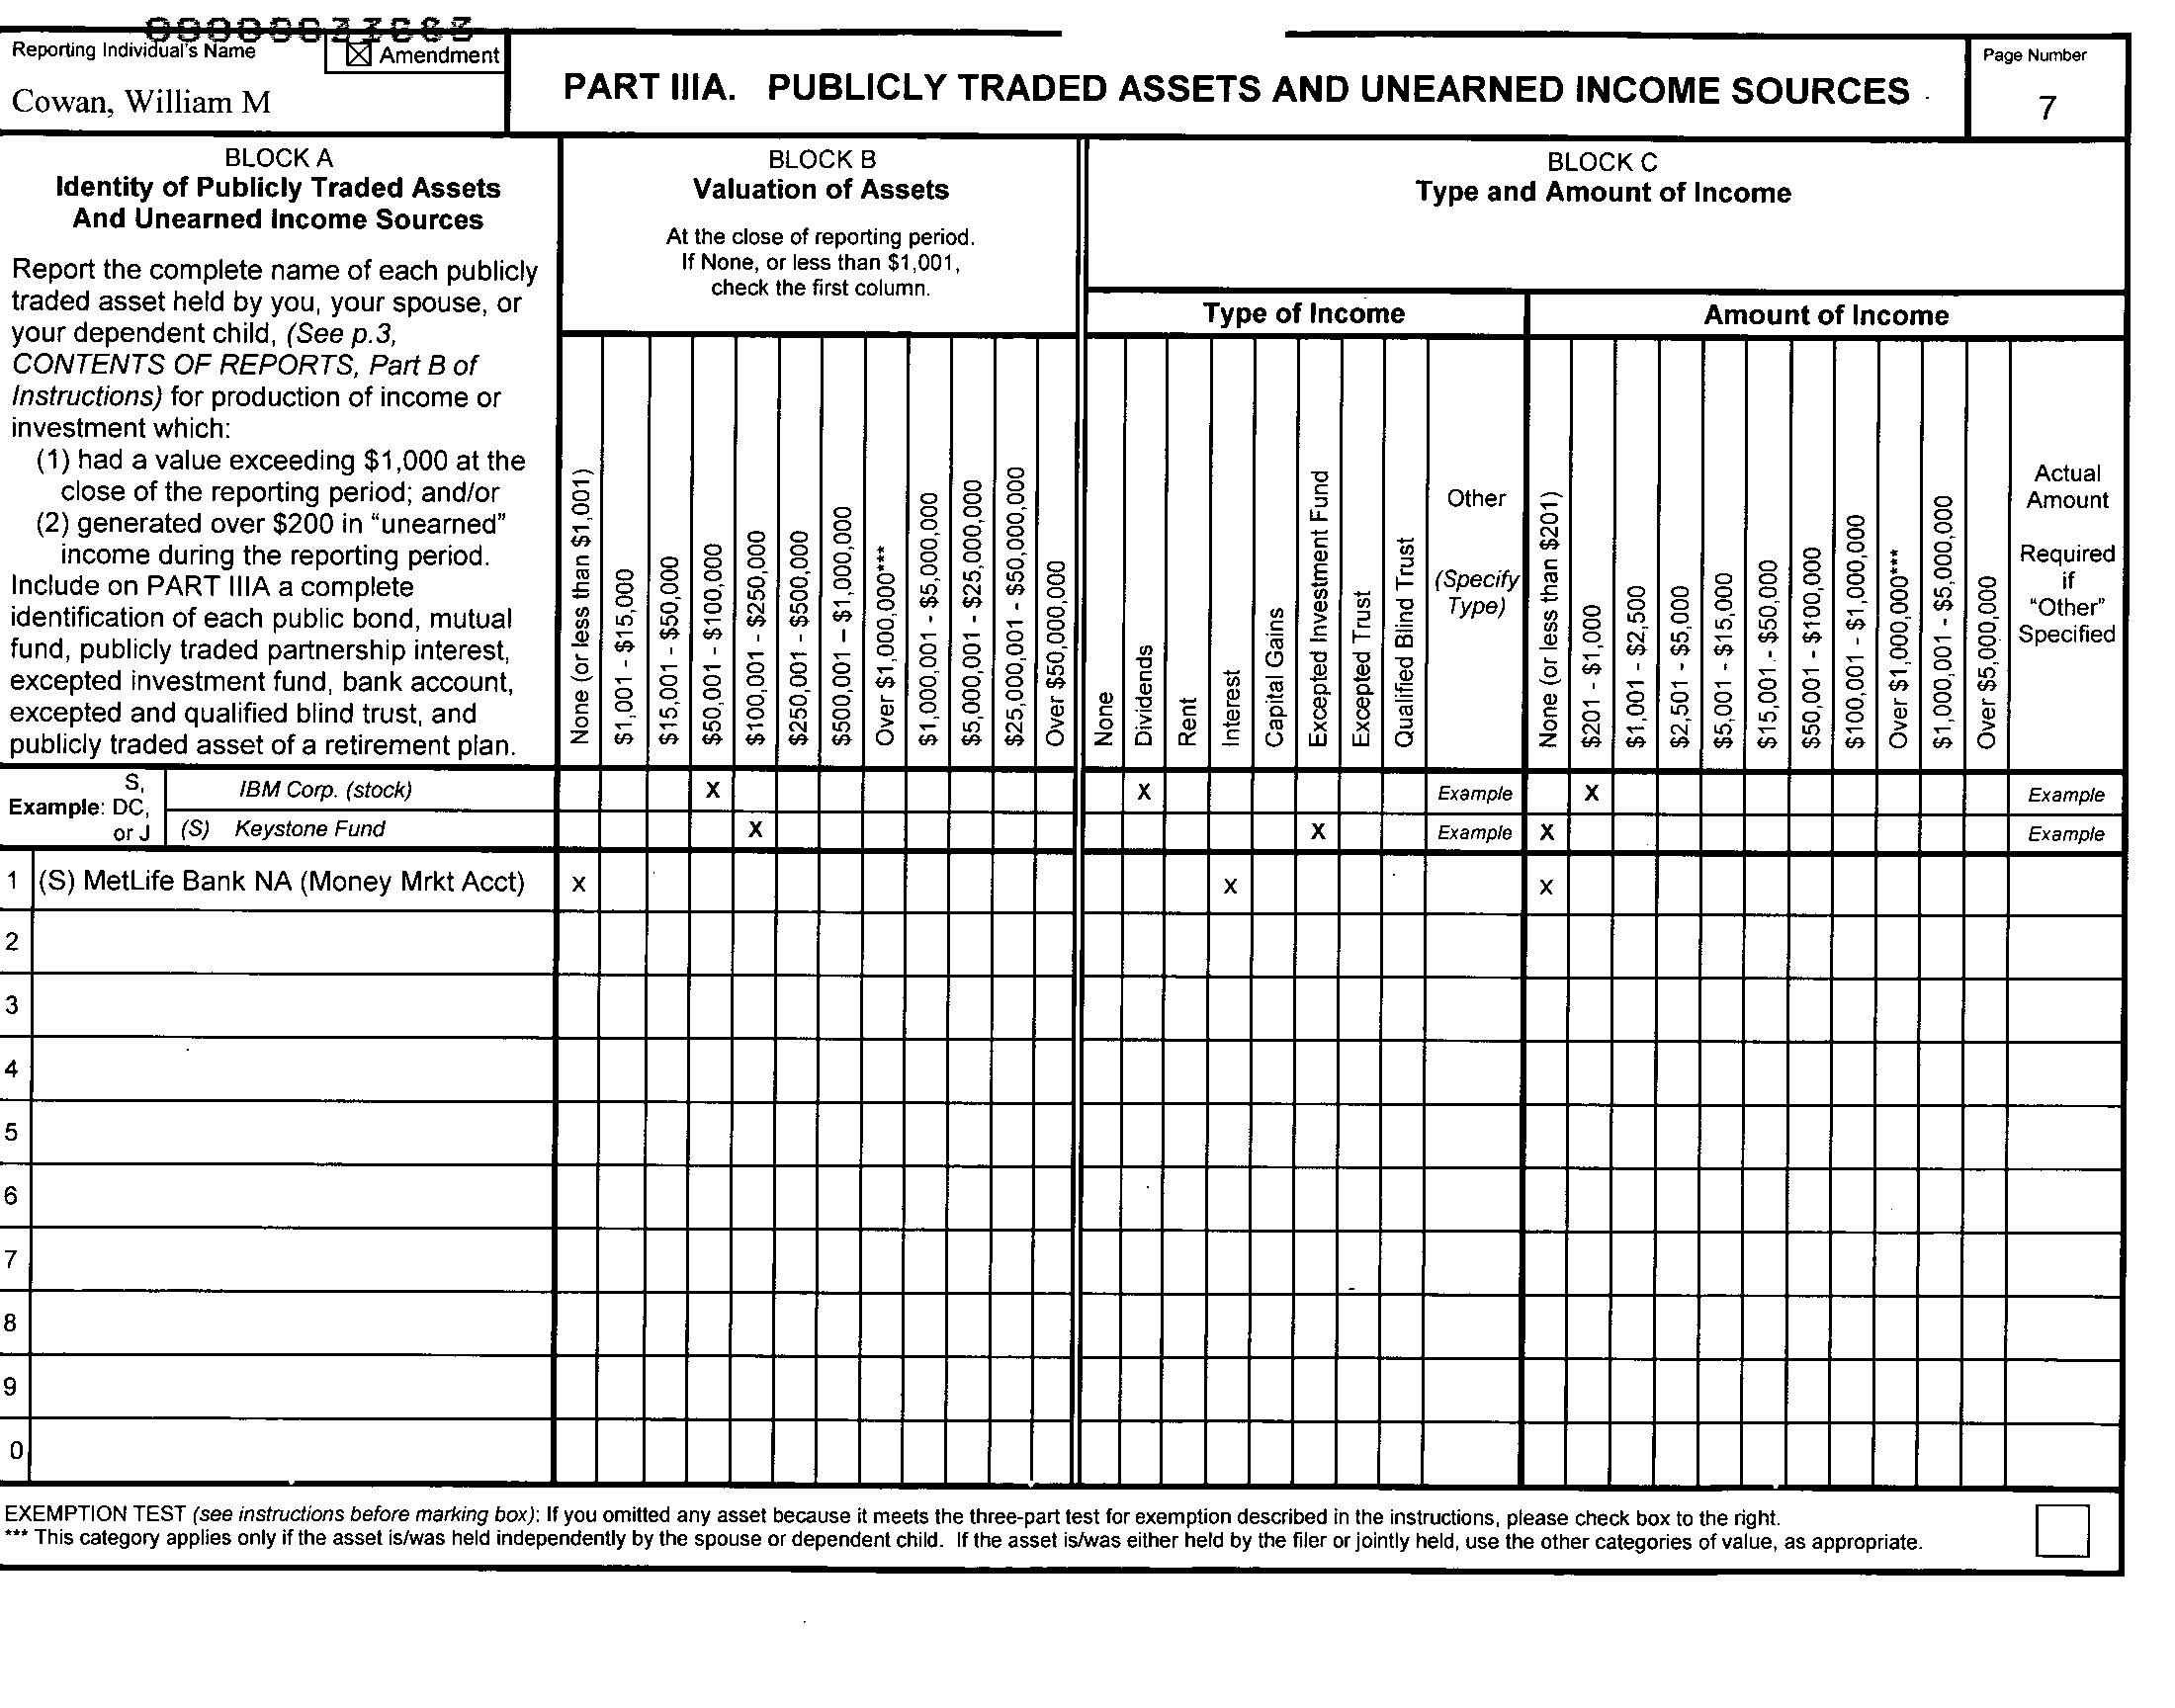 Reporting Individual's Name
☒ Amendment
Cowan, William M
PART IIIA. PUBLICLY TRADED ASSETS AND UNEARNED INCOME SOURCES
Page Number
7
BLOCK A
Identity of Publicly Traded Assets
And Unearned Income Sources
Report the complete name of each publicly
traded asset held by you, your spouse, or
your dependent child, (See p.3,
CONTENTS OF REPORTS, Part B of
Instructions) for production of income or
investment which:
(1) had a value exceeding $1,000 at the
close of the reporting period; and/or
(2) generated over $200 in “unearned”
income during the reporting period.
Include on PART IIIA a complete
identification of each public bond, mutual
fund, publicly traded partnership interest,
excepted investment fund, bank account,
excepted and qualified blind trust, and
publicly traded asset of a retirement plan.
BLOCK B
Valuation of Assets
At the close of reporting period.
If None, or less than $1,001,
check the first column.
None (or less than $1,001)
$1,001 - $15,000
$15,001 - $50,000
$50,001 - $100,000
$100,001 - $250,000
$250,001 - $500,000
$500,001 – $1,000,000
Over $1,000,000***
$1,000,001 - $5,000,000
$5,000,001 - $25,000,000
$25,000,001 - $50,000,000
Over $50,000,000
BLOCK C
Type and Amount of Income
Type of Income
None
Dividends
Rent
Interest
Capital Gains
Excepted Investment Fund
Excepted Trust
Qualified Blind Trust
Other
(Specify
Type)
Amount of Income
None (or less than $201)
$201 - $1,000
$1,001 - $2,500
$2,501 - $5,000
$5,001 - $15,000
$15,001 - $50,000
$50,001 - $100,000
$100,001 - $1,000,000
Over $1,000,000***
$1,000,001 - $5,000,000
Over $5,000,000
Actual
Amount
Required
if
“Other”
Specified
S,
Example: DC,
or J
IBM Corp. (stock) X X Example X Example
(S) Keystone Fund X X Example X Example
1 (S) MetLife Bank NA (Money Mrkt Acct) X X X
2
3
4
5
6
7
8
9
0
EXEMPTION TEST (see instructions before marking box): If you omitted any asset because it meets the three-part test for exemption described in the instructions, please check box to the right.
*** This category applies only if the asset is/was held independently by the spouse or dependent child. If the asset is/was either held by the filer or jointly held, use the other categories of value, as appropriate.